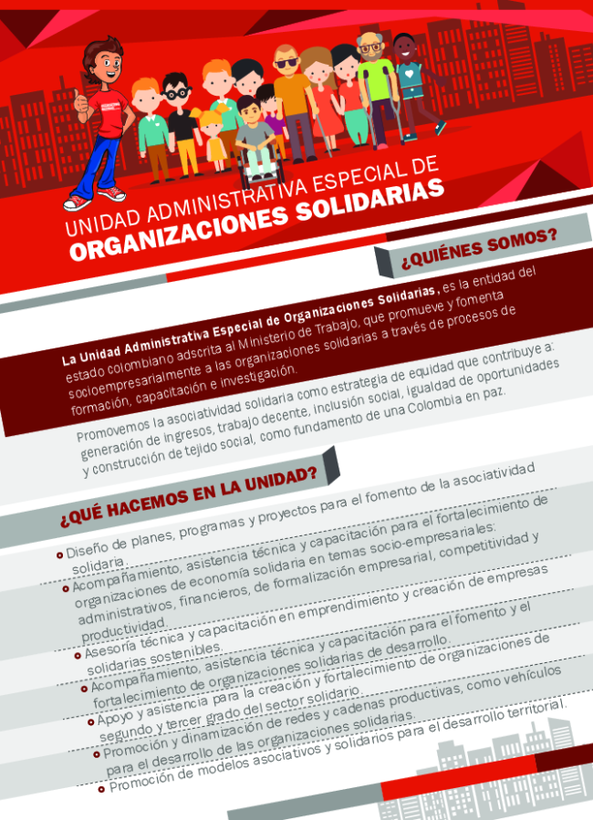 UNIDAD ADMINISTRATIVA ESPECIAL DE
ORGANIZACIONES SOLIDARIAS
¿QUIÉNES SOMOS?
La Unidad Administrativa Especial de Organizaciones Solidarias, es la entidad del
estado colombiano adscrita al Ministerio de Trabajo, que promueve y fomenta
socioempresarialmente a las organizaciones solidarias a través de procesos de
formación, capacitación e investigación.
Promovemos la asociatividad solidaria como estrategia de equidad que contribuye a:
generación de ingresos, trabajo decente, inclusión social, igualdad de oportunidades
y construcción de tejido social, como fundamento de una Colombia en paz.
¿QUÉ HACEMOS EN LA UNIDAD?
Diseño de planes, programas y proyectos para el fomento de la asociatividad
solidaria.
Acompañamiento, asistencia técnica y capacitación para el fortalecimiento de
organizaciones de economía solidaria en temas socio-empresariales:
administrativos, financieros, de formalización empresarial, competitividad y
productividad.
Asesoría técnica y capacitación en emprendimiento y creación de empresas
solidarias sostenibles.
Acompañamiento, asistencia técnica y capacitación para el fomento y el
fortalecimiento de organizaciones solidarias de desarrollo.
Apoyo y asistencia para la creación y fortalecimiento de organizaciones de
segundo y tercer grado del sector solidario.
Promoción y dinamización de redes y cadenas productivas, como vehículos
para el desarrollo de las organizaciones solidarias.
Promoción de modelos asociativos y solidarios para el desarrollo territorial.